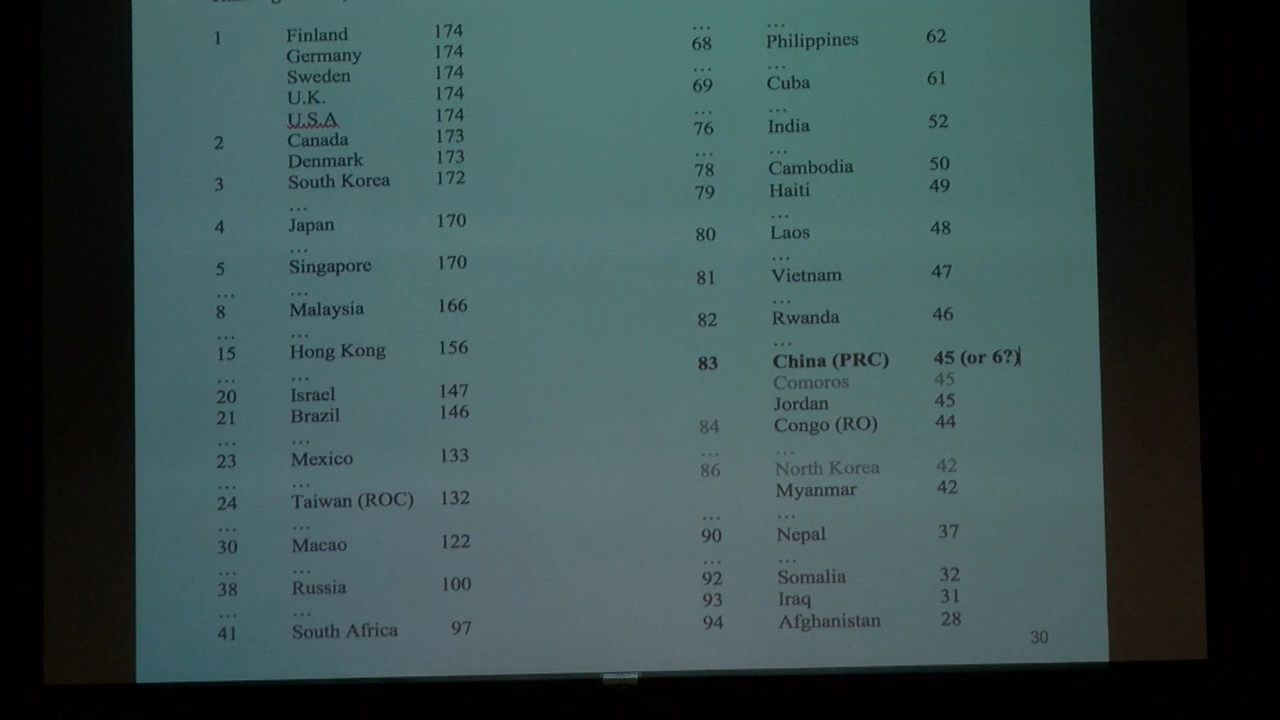 1 Finland 174
Germany 174
Sweden 174
U.K. 174
U.S.A 174
2 Canada 173
Denmark 173
3 South Korea 172
...
4 Japan 170
...
5 Singapore 170
... ...
8 Malaysia 166
... ...
15 Hong Kong 156
... ...
20 Israel 147
21 Brazil 146
... ...
23 Mexico 133
... ...
24 Taiwan (ROC) 132
... ...
30 Macao 122
... ...
38 Russia 100
... ...
41 South Africa 97
... ...
68 Philippines 62
... ...
69 Cuba 61
... ...
76 India 52
... ...
78 Cambodia 50
79 Haiti 49
...
80 Laos 48
...
81 Vietnam 47
...
82 Rwanda 46
...
83 China (PRC) 45 (or 6?)
Comoros 45
Jordan 45
84 Congo (RO) 44
... ...
86 North Korea 42
Myanmar 42
... ...
90 Nepal 37
... ...
92 Somalia 32
93 Iraq 31
94 Afghanistan 28
30